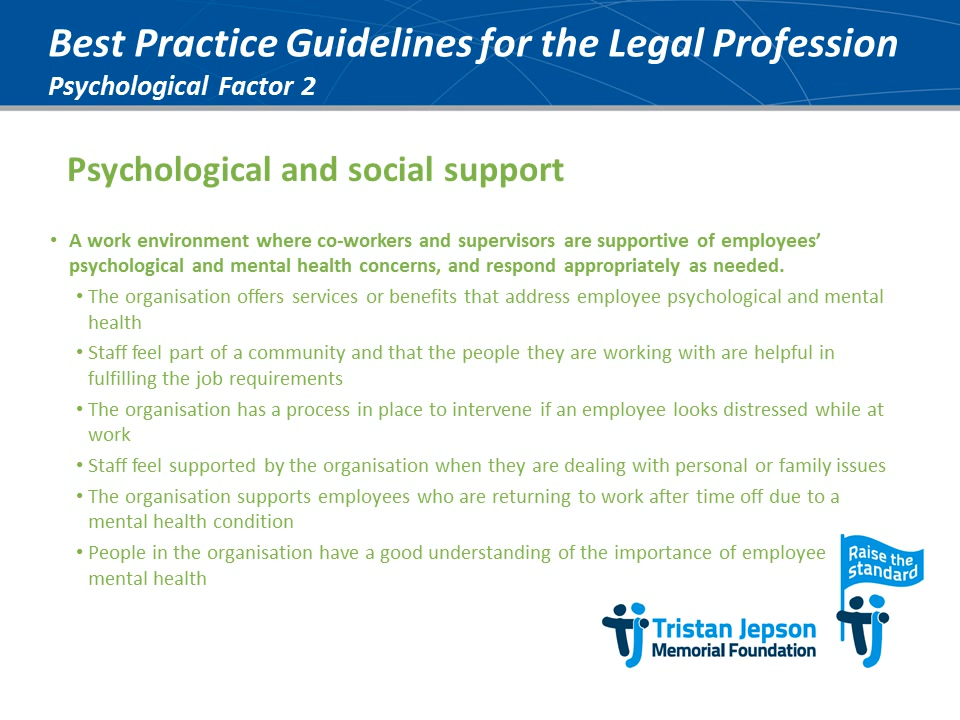 Best Practice Guidelines for the Legal Profession
Psychological Factor 2
Psychological and social support
• A work environment where co-workers and supervisors are supportive of employees’
psychological and mental health concerns, and respond appropriately as needed.
• The organisation offers services or benefits that address employee psychological and mental
health
• Staff feel part of a community and that the people they are working with are helpful in
fulfilling the job requirements
• The organisation has a process in place to intervene if an employee looks distressed while at
work
• Staff feel supported by the organisation when they are dealing with personal or family issues
• The organisation supports employees who are returning to work after time off due to a
mental health condition
• People in the organisation have a good understanding of the importance of employee
mental health
Raise the
standard
Tristan Jepson
Memorial Foundation